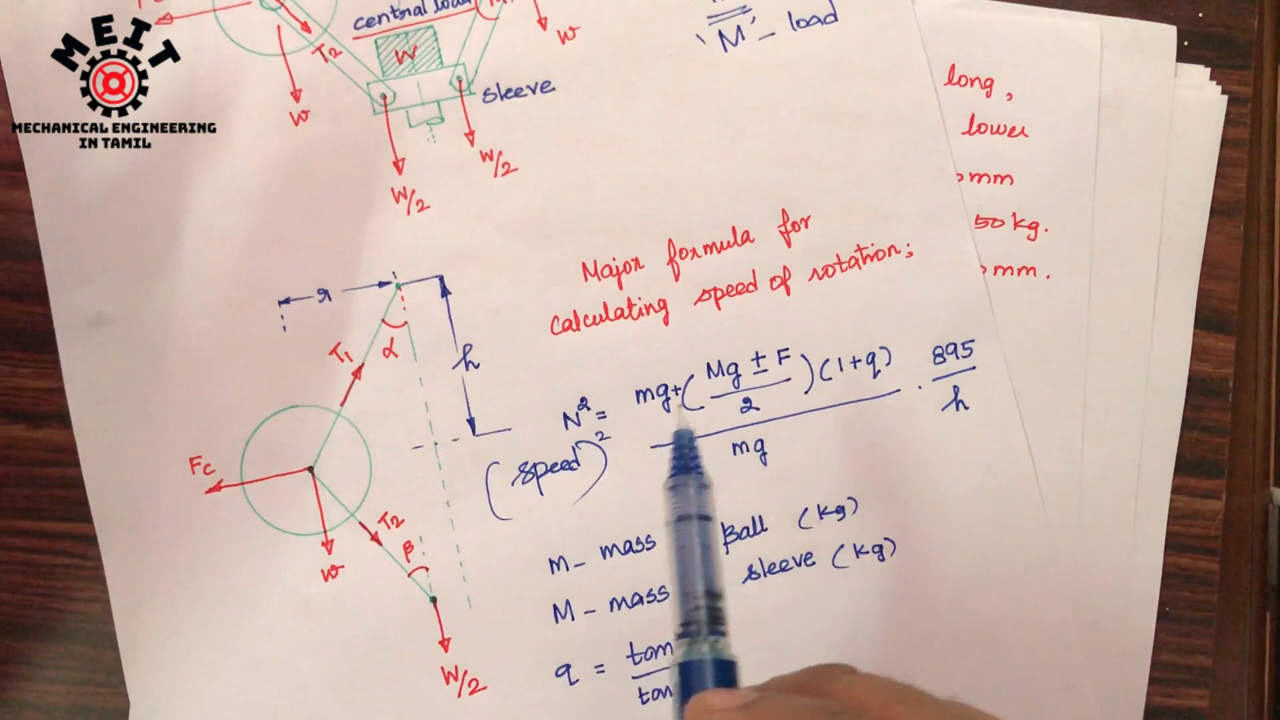 MEIT
MECHANICAL ENGINEERING
IN TAMIL
central load
W
T2
w
w
sleeve
W/2
W/2
'M' - load
long,
lower
mm
50 kg.
mm.
Major formula for
calculating speed of rotation;
r
h
α
T1
Fc
T2
β
w
W/2
N² = mg+(Mg ± F/2)(1+q)/mg . 895/h
(speed)²
m - mass ball (kg)
M - mass sleeve (kg)
q = tan/tan